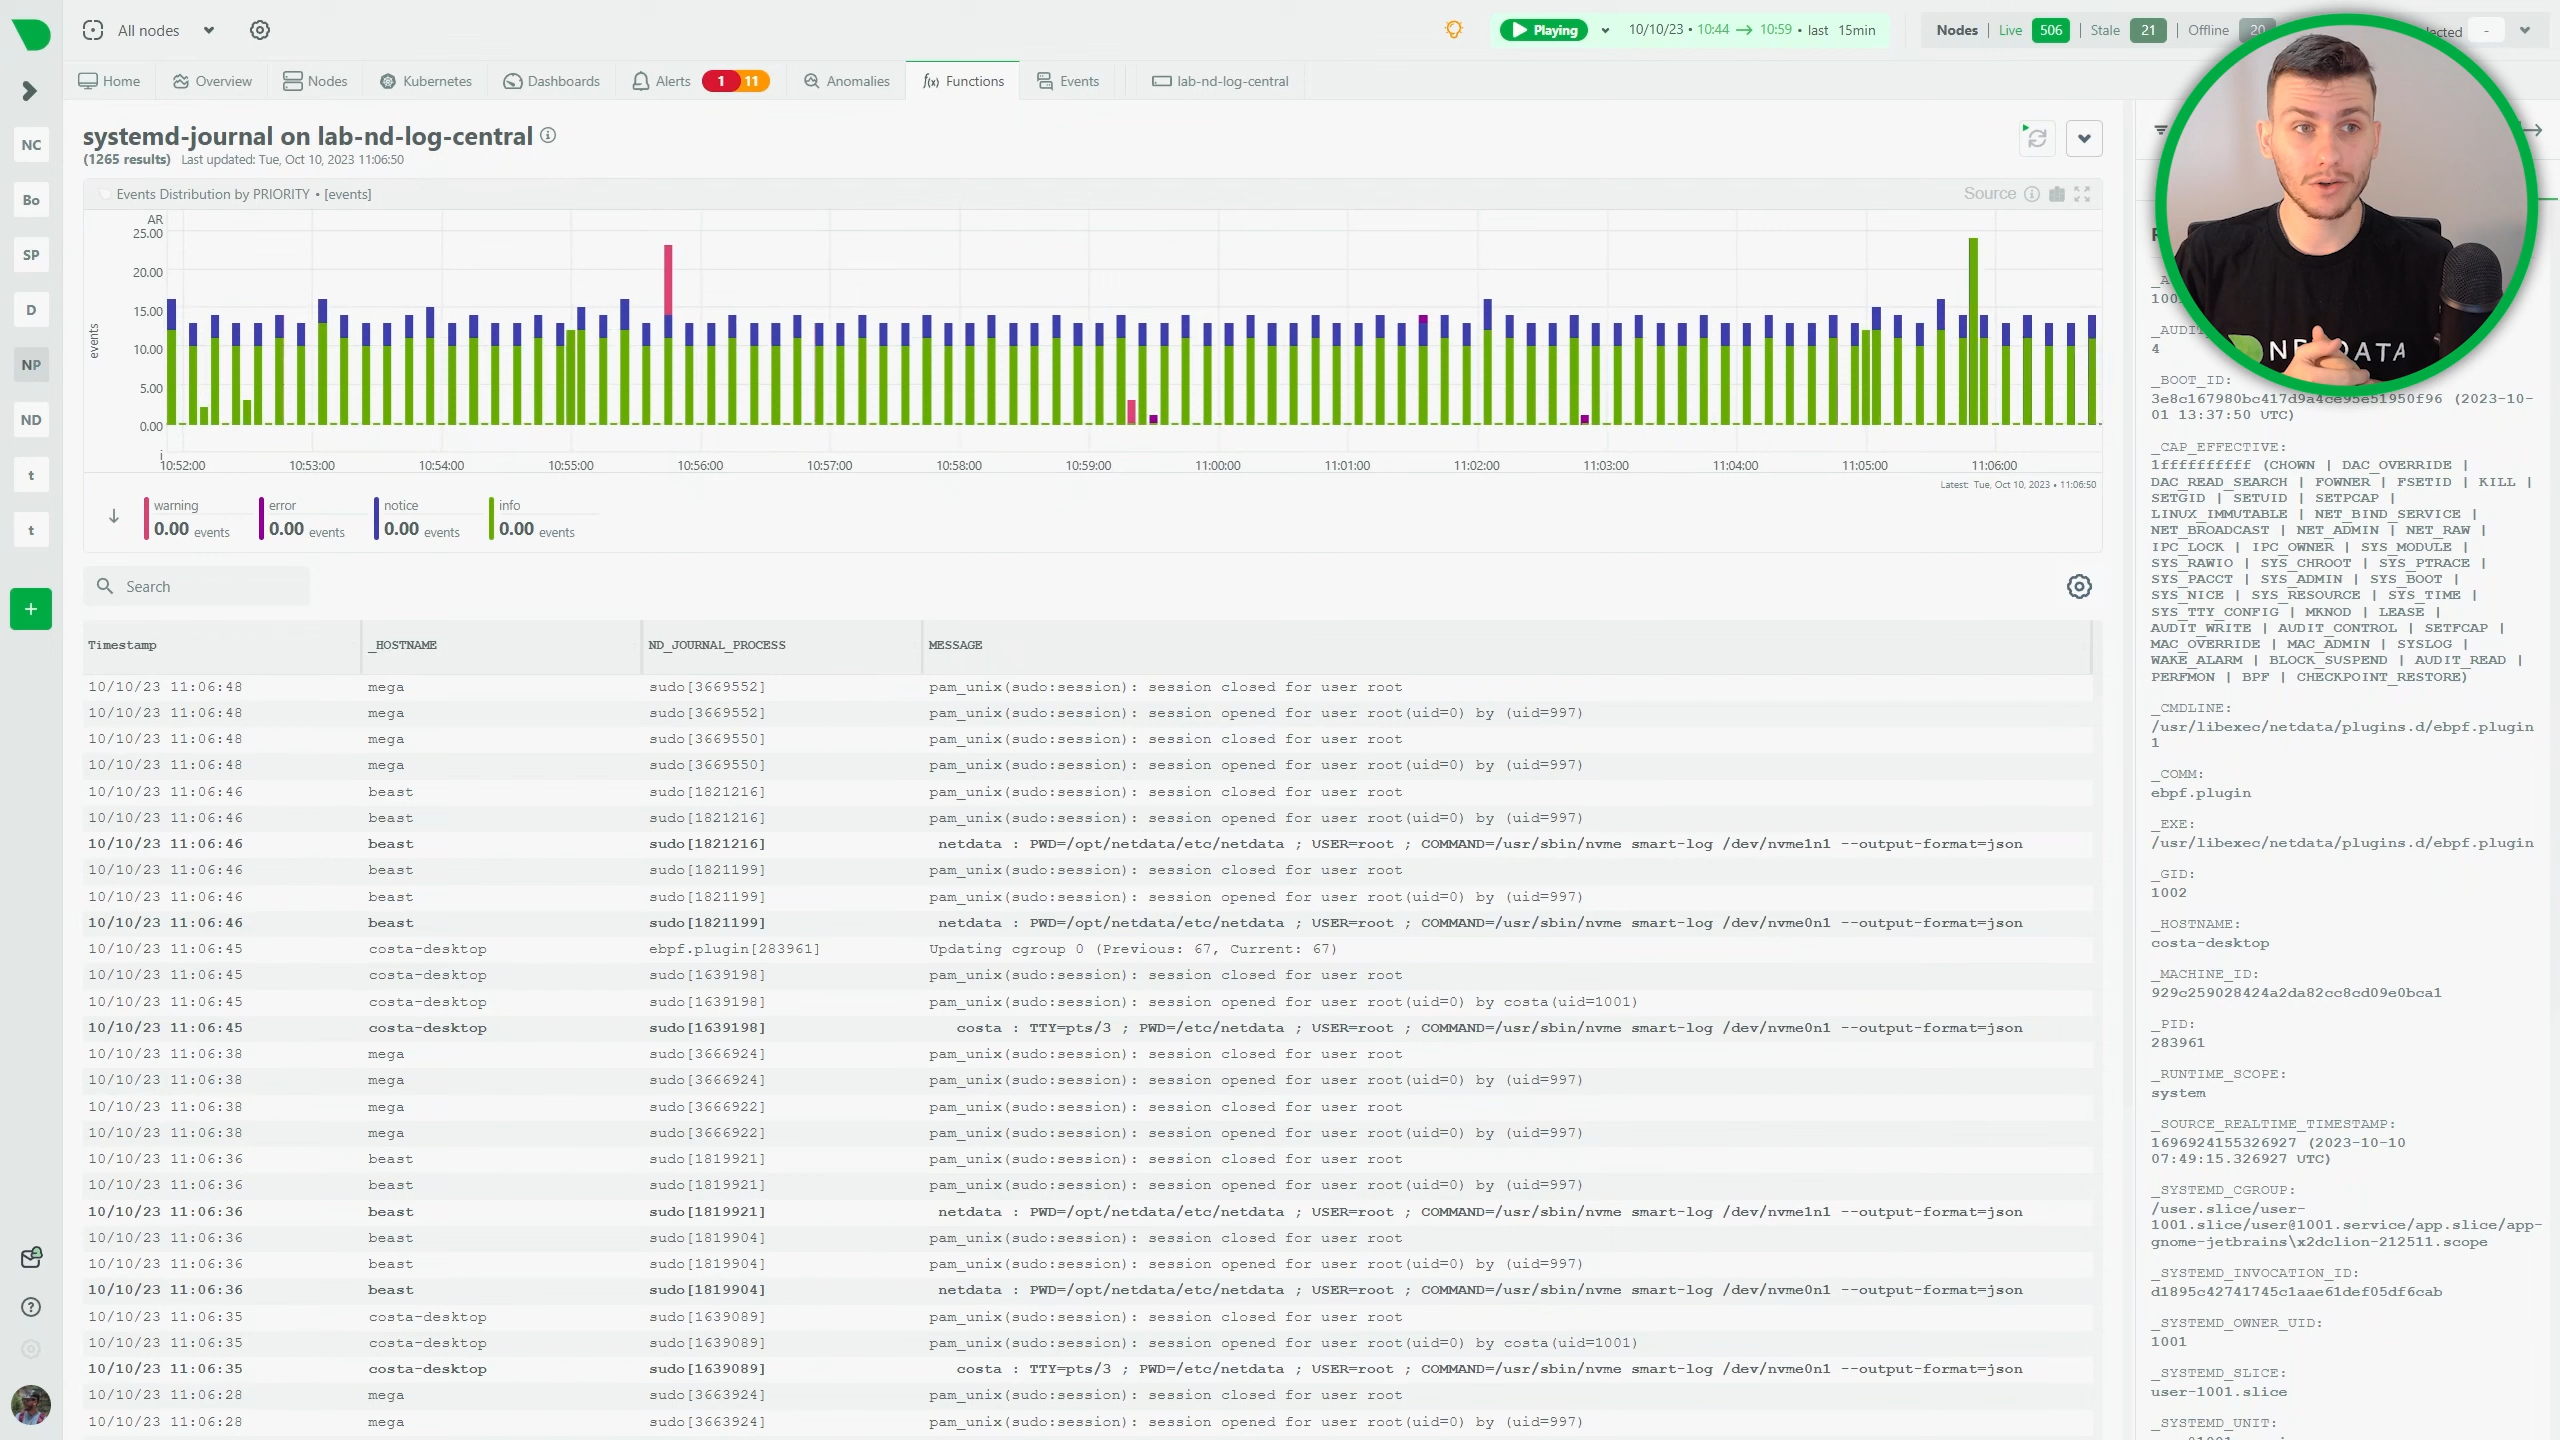 All nodes
Playing
10/10/23 • 10:44 → 10:59 • last 15min
Nodes | Live 506 | Stale 21 | Offline 20
-
Home
Overview
Nodes
Kubernetes
Dashboards
Alerts 1 11
Anomalies
f(x) Functions
Events
lab-nd-log-central
NC
Bo
SP
D
NP
ND
t
t
+
systemd-journal on lab-nd-log-central
(1265 results) Last updated: Tue, Oct 10, 2023 11:06:50
Events Distribution by PRIORITY • [events]
Source
AR
25.00
20.00
15.00
10.00
5.00
0.00
i
events
10:52:00 10:53:00 10:54:00 10:55:00 10:56:00 10:57:00 10:58:00 10:59:00 11:00:00 11:01:00 11:02:00 11:03:00 11:04:00 11:05:00 11:06:00
Latest: Tue, Oct 10, 2023 • 11:06:50
warning error notice info
0.00 events 0.00 events 0.00 events 0.00 events
Search
Timestamp _HOSTNAME ND_JOURNAL_PROCESS MESSAGE
10/10/23 11:06:48 mega sudo[3669552] pam_unix(sudo:session): session closed for user root
10/10/23 11:06:48 mega sudo[3669552] pam_unix(sudo:session): session opened for user root(uid=0) by (uid=997)
10/10/23 11:06:48 mega sudo[3669550] pam_unix(sudo:session): session closed for user root
10/10/23 11:06:48 mega sudo[3669550] pam_unix(sudo:session): session opened for user root(uid=0) by (uid=997)
10/10/23 11:06:46 beast sudo[1821216] pam_unix(sudo:session): session closed for user root
10/10/23 11:06:46 beast sudo[1821216] pam_unix(sudo:session): session opened for user root(uid=0) by (uid=997)
10/10/23 11:06:46 beast sudo[1821216] netdata : PWD=/opt/netdata/etc/netdata ; USER=root ; COMMAND=/usr/sbin/nvme smart-log /dev/nvme1n1 --output-format=json
10/10/23 11:06:46 beast sudo[1821199] pam_unix(sudo:session): session closed for user root
10/10/23 11:06:46 beast sudo[1821199] pam_unix(sudo:session): session opened for user root(uid=0) by (uid=997)
10/10/23 11:06:46 beast sudo[1821199] netdata : PWD=/opt/netdata/etc/netdata ; USER=root ; COMMAND=/usr/sbin/nvme smart-log /dev/nvme0n1 --output-format=json
10/10/23 11:06:45 costa-desktop ebpf.plugin[283961] Updating cgroup 0 (Previous: 67, Current: 67)
10/10/23 11:06:45 costa-desktop sudo[1639198] pam_unix(sudo:session): session closed for user root
10/10/23 11:06:45 costa-desktop sudo[1639198] pam_unix(sudo:session): session opened for user root(uid=0) by costa(uid=1001)
10/10/23 11:06:45 costa-desktop sudo[1639198] costa : TTY=pts/3 ; PWD=/etc/netdata ; USER=root ; COMMAND=/usr/sbin/nvme smart-log /dev/nvme0n1 --output-format=json
10/10/23 11:06:38 mega sudo[3666924] pam_unix(sudo:session): session closed for user root
10/10/23 11:06:38 mega sudo[3666924] pam_unix(sudo:session): session opened for user root(uid=0) by (uid=997)
10/10/23 11:06:38 mega sudo[3666922] pam_unix(sudo:session): session closed for user root
10/10/23 11:06:38 mega sudo[3666922] pam_unix(sudo:session): session opened for user root(uid=0) by (uid=997)
10/10/23 11:06:36 beast sudo[1819921] pam_unix(sudo:session): session closed for user root
10/10/23 11:06:36 beast sudo[1819921] pam_unix(sudo:session): session opened for user root(uid=0) by (uid=997)
10/10/23 11:06:36 beast sudo[1819921] netdata : PWD=/opt/netdata/etc/netdata ; USER=root ; COMMAND=/usr/sbin/nvme smart-log /dev/nvme1n1 --output-format=json
10/10/23 11:06:36 beast sudo[1819904] pam_unix(sudo:session): session closed for user root
10/10/23 11:06:36 beast sudo[1819904] pam_unix(sudo:session): session opened for user root(uid=0) by (uid=997)
10/10/23 11:06:36 beast sudo[1819904] netdata : PWD=/opt/netdata/etc/netdata ; USER=root ; COMMAND=/usr/sbin/nvme smart-log /dev/nvme0n1 --output-format=json
10/10/23 11:06:35 costa-desktop sudo[1639089] pam_unix(sudo:session): session closed for user root
10/10/23 11:06:35 costa-desktop sudo[1639089] pam_unix(sudo:session): session opened for user root(uid=0) by costa(uid=1001)
10/10/23 11:06:35 costa-desktop sudo[1639089] costa : TTY=pts/3 ; PWD=/etc/netdata ; USER=root ; COMMAND=/usr/sbin/nvme smart-log /dev/nvme0n1 --output-format=json
10/10/23 11:06:28 mega sudo[3663924] pam_unix(sudo:session): session closed for user root
10/10/23 11:06:28 mega sudo[3663924] pam_unix(sudo:session): session opened for user root(uid=0) by (uid=997)
4
_BOOT_ID:
3e8c167980bc417d9a4ce95e51950f96 (2023-10-
01 13:37:50 UTC)
_CAP_EFFECTIVE:
1ffffffffff (CHOWN | DAC_OVERRIDE |
DAC_READ_SEARCH | FOWNER | FSETID | KILL |
SETGID | SETUID | SETPCAP |
LINUX_IMMUTABLE | NET_BIND_SERVICE |
NET_BROADCAST | NET_ADMIN | NET_RAW |
IPC_LOCK | IPC_OWNER | SYS_MODULE |
SYS_RAWIO | SYS_CHROOT | SYS_PTRACE |
SYS_PACCT | SYS_ADMIN | SYS_BOOT |
SYS_NICE | SYS_RESOURCE | SYS_TIME |
SYS_TTY_CONFIG | MKNOD | LEASE |
AUDIT_WRITE | AUDIT_CONTROL | SETFCAP |
MAC_OVERRIDE | MAC_ADMIN | SYSLOG |
WAKE_ALARM | BLOCK_SUSPEND | AUDIT_READ |
PERFMON | BPF | CHECKPOINT_RESTORE)
_CMDLINE:
/usr/libexec/netdata/plugins.d/ebpf.plugin
1
_COMM:
ebpf.plugin
_EXE:
/usr/libexec/netdata/plugins.d/ebpf.plugin
_GID:
1002
_HOSTNAME:
costa-desktop
_MACHINE_ID:
929c259028424a2da82cc8cd09e0bca1
_PID:
283961
_RUNTIME_SCOPE:
system
_SOURCE_REALTIME_TIMESTAMP:
1696924155326927 (2023-10-10
07:49:15.326927 UTC)
_SYSTEMD_CGROUP:
/user.slice/user-
1001.slice/user@1001.service/app.slice/app-
gnome-jetbrains\x2dclion-212511.scope
_SYSTEMD_INVOCATION_ID:
d1895c42741745c1aae61def05df6cab
_SYSTEMD_OWNER_UID:
1001
_SYSTEMD_SLICE:
user-1001.slice
_SYSTEMD_UNIT: